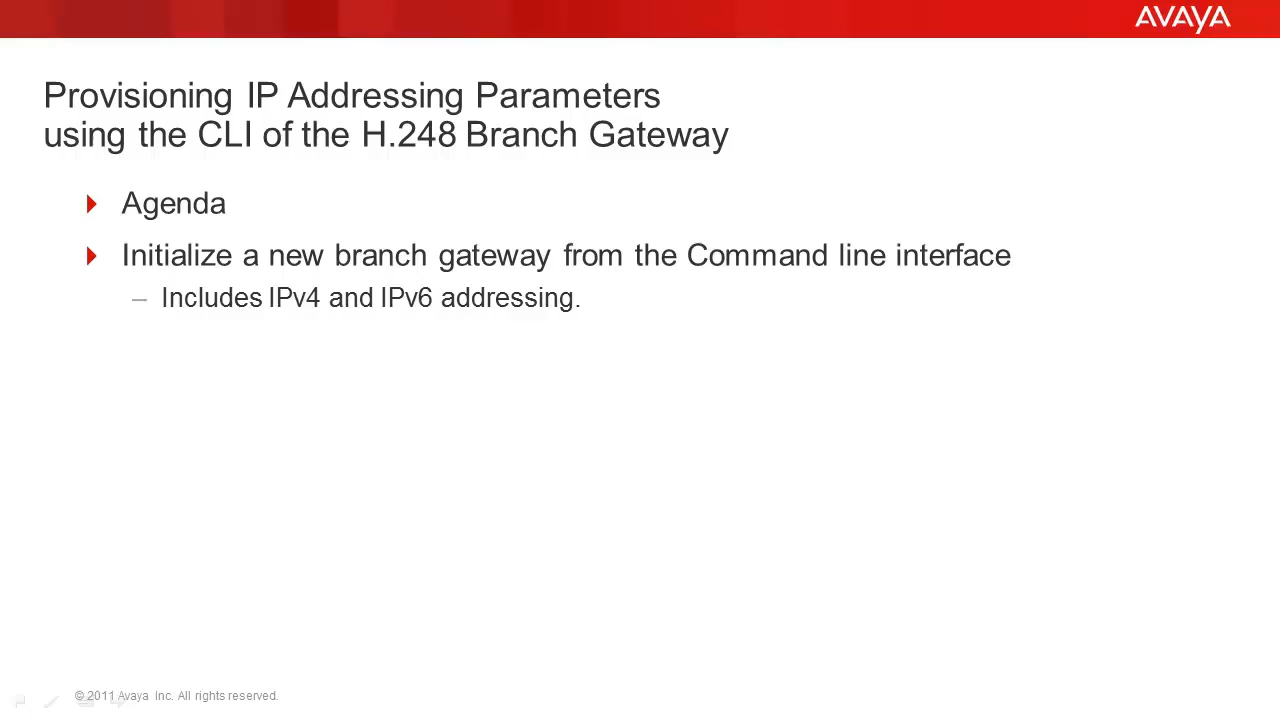 AVAYA
Provisioning IP Addressing Parameters
using the CLI of the H.248 Branch Gateway
Agenda
Initialize a new branch gateway from the Command line interface
– Includes IPv4 and IPv6 addressing.
© 2011 Avaya Inc. All rights reserved.